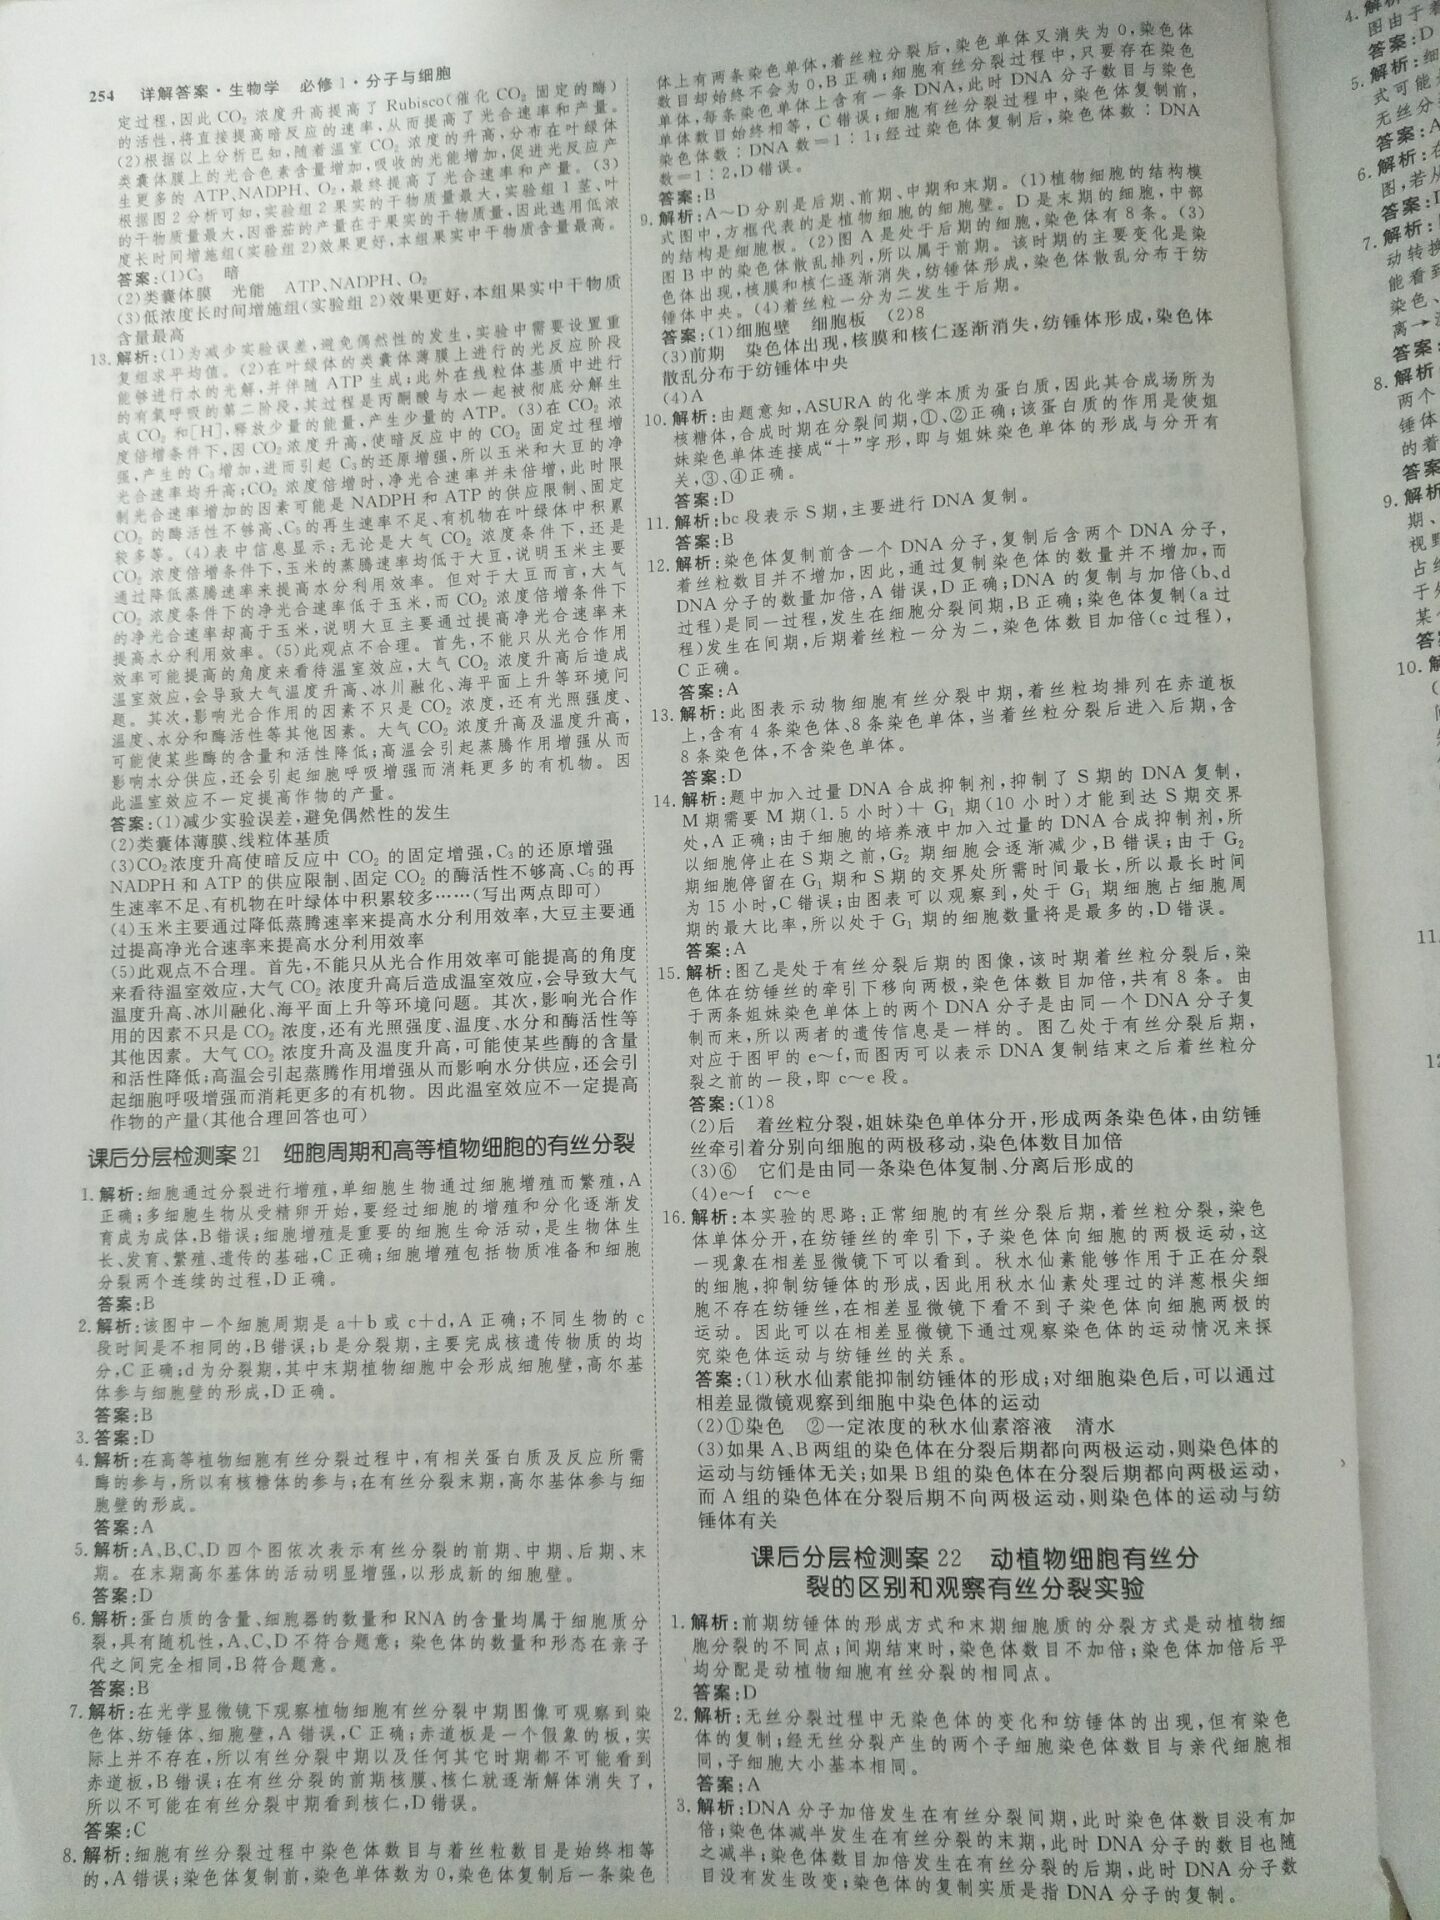 254 详解答案·生物学 必修1·分子与细胞
定过程,因此CO₂浓度升高提高了Rubisco(催化CO₂固定的酶)
的活性,将直接提高暗反应的速率,从而提高了光合速率和产量。
(2)根据以上分析已知,随着温室CO₂浓度的升高,分布在叶绿体
类囊体膜上的光合色素含量增加,吸收的光能增加,促进光反应产
生更多的ATP、NADPH、O₂,最终提高了光合速率和产量。(3)
根据图2分析可知,实验组2果实的干物质量最大,实验组1茎、叶
的干物质量最大,因番茄的产量在于果实的干物质量,因此选用低浓
度长时间增施组(实验组2)效果更好,本组果实中干物质含量最高。
答案:(1)C₃ 暗
(2)类囊体膜 光能 ATP、NADPH、O₂
(3)低浓度长时间增施组(实验组2)效果更好,本组果实中干物质
含量最高
13.解析:(1)为减少实验误差,避免偶然性的发生,实验中需要设置重
复组求平均值。(2)在叶绿体的类囊体薄膜上进行的光反应阶段
能够进行水的光解,并伴随ATP生成;此外在线粒体基质中进行
的有氧呼吸的第二阶段,其过程是丙酮酸与水一起被彻底分解生
成CO₂和[H],释放少量的能量,产生少量的ATP。(3)在CO₂浓
度倍增条件下,因CO₂浓度升高,使暗反应中的CO₂固定过程增
强,产生的C₃增加,进而引起C₃的还原增强,所以玉米和大豆的净
光合速率均升高;CO₂浓度倍增时,净光合速率并未倍增,此时限
制光合速率增加的因素可能是NADPH和ATP的供应限制、固定
CO₂的酶活性不够高、C₅的再生速率不足、有机物在叶绿体中积累
较多等。(4)表中信息显示:无论是大气CO₂浓度条件下,还是
CO₂浓度倍增条件下,玉米的蒸腾速率均低于大豆,说明玉米主要
通过降低蒸腾速率来提高水分利用效率。但对于大豆而言,大气
CO₂浓度条件下的净光合速率低于玉米,而CO₂浓度倍增条件下
的净光合速率却高于玉米,说明大豆主要通过提高净光合速率来
提高水分利用效率。(5)此观点不合理。首先,不能只从光合作用
效率可能提高的角度来看待温室效应,大气CO₂浓度升高后造成
温室效应,会导致大气温度升高、冰川融化、海平面上升等环境问
题。其次,影响光合作用的因素不只是CO₂浓度,还有光照强度、
温度、水分和酶活性等其他因素。大气CO₂浓度升高及温度升高,
可能使某些酶的含量和活性降低;高温会引起蒸腾作用增强从而
影响水分供应,还会引起细胞呼吸增强而消耗更多的有机物。因
此温室效应不一定提高作物的产量。
答案:(1)减少实验误差,避免偶然性的发生
(2)类囊体薄膜、线粒体基质
(3)CO₂浓度升高使暗反应中CO₂的固定增强,C₃的还原增强
NADPH和ATP的供应限制、固定CO₂的酶活性不够高、C₅的再
生速率不足、有机物在叶绿体中积累较多……(写出两点即可)
(4)玉米主要通过降低蒸腾速率来提高水分利用效率,大豆主要通
过提高净光合速率来提高水分利用效率
(5)此观点不合理。首先,不能只从光合作用效率可能提高的角度
来看待温室效应,大气CO₂浓度升高后造成温室效应,会导致大气
温度升高、冰川融化、海平面上升等环境问题。其次,影响光合作
用的因素不只是CO₂浓度,还有光照强度、温度、水分和酶活性等
其他因素。大气CO₂浓度升高及温度升高,可能使某些酶的含量
和活性降低;高温会引起蒸腾作用增强从而影响水分供应,还会引
起细胞呼吸增强而消耗更多的有机物。因此温室效应不一定提高
作物的产量(其他合理回答也可)
课后分层检测案21 细胞周期和高等植物细胞的有丝分裂
1.解析:细胞通过分裂进行增殖,单细胞生物通过细胞增殖而繁殖,A
正确;多细胞生物从受精卵开始,要经过细胞的增殖和分化逐渐发
育成为成体,B错误;细胞增殖是重要的细胞生命活动,是生物体生
长、发育、繁殖、遗传的基础,C正确;细胞增殖包括物质准备和细胞
分裂两个连续的过程,D正确。
答案:B
2.解析:该图中一个细胞周期是a+b或c+d,A正确;不同生物的c
段时间是不相同的,B错误;b是分裂期,主要完成核遗传物质的均
分,C正确;d为分裂期,其中末期植物细胞中会形成细胞壁,高尔基
体参与细胞壁的形成,D正确。
答案:B
3.答案:D
4.解析:在高等植物细胞有丝分裂过程中,有相关蛋白质及反应所需
酶的参与,所以有核糖体的参与;在有丝分裂末期,高尔基体参与细
胞壁的形成。
答案:A
5.解析:A、B、C、D四个图依次表示有丝分裂的前期、中期、后期、末
期。在末期高尔基体的活动明显增强,以形成新的细胞壁。
答案:D
6.解析:蛋白质的含量、细胞器的数量和RNA的含量均属于细胞质分
裂,具有随机性,A、C、D不符合题意;染色体的数量和形态在亲子
代之间完全相同,B符合题意。
答案:B
7.解析:在光学显微镜下观察植物细胞有丝分裂中期图像可观察到染
色体、纺锤体、细胞壁,A错误,C正确;赤道板是一个假象的板,实
际上并不存在,所以有丝分裂中期以及任何其它时期都不可能看到
赤道板,B错误;在有丝分裂的前期核膜、核仁就逐渐解体消失了,
所以不可能在有丝分裂中期看到核仁,D错误。
答案:C
8.解析:细胞有丝分裂过程中染色体数目与着丝粒数目是始终相等
的,A错误;染色体复制前,染色单体数为0,染色体复制后一条染色
体上有两条染色单体,着丝粒分裂后,染色单体又消失为0,染色体
数目却始终不会为0,B正确;细胞有丝分裂过程中,只要存在染色
单体,每条染色单体上含有一条DNA,此时DNA分子数目与染色
单体数目始终相等,C错误;细胞有丝分裂过程中,染色体复制前,
染色体数∶DNA数=1∶1;经过染色体复制后,染色体数∶DNA
数=1∶2,D错误。
答案:B
9.解析:A~D分别是后期、前期、中期和末期。(1)植物细胞的结构模
式图中,方框代表的是植物细胞的细胞壁。D是末期的细胞,中部
的结构是细胞板。(2)图A是处于后期的细胞,染色体有8条。(3)
图B中的染色体散乱排列,所以属于前期。该时期的主要变化是染
色体出现,核膜和核仁逐渐消失,纺锤体形成,染色体散乱分布于纺
锤体中央。(4)着丝粒一分为二发生于后期。
答案:(1)细胞壁 细胞板 (2)8
(3)前期 染色体出现,核膜和核仁逐渐消失,纺锤体形成,染色体
散乱分布于纺锤体中央
(4)A
10.解析:由题意知,ASURA的化学本质为蛋白质,因此其合成场所为
核糖体,合成时期在分裂间期,①、②正确;该蛋白质的作用是使姐
妹染色单体连接成“十”字形,即与姐妹染色单体的形成与分开有
关,③、④正确。
答案:D
11.解析:bc段表示S期,主要进行DNA复制。
答案:B
12.解析:染色体复制前含一个DNA分子,复制后含两个DNA分子,
着丝粒数目并不增加,因此,通过复制染色体的数量并不增加,而
DNA分子的数量加倍,A错误,D正确;DNA的复制与加倍(b、d
过程)是同一过程,发生在细胞分裂间期,B正确;染色体复制(a过
程)发生在间期,后期着丝粒一分为二,染色体数目加倍(c过程),
C正确。
答案:A
13.解析:此图表示动物细胞有丝分裂中期,着丝粒均排列在赤道板
上,含有4条染色体、8条染色单体,当着丝粒分裂后进入后期,含
8条染色体,不含染色单体。
答案:D
14.解析:题中加入过量DNA合成抑制剂,抑制了S期的DNA复制,
M期需要M期(1.5小时)+G₁期(10小时)才能到达S期交界
处,A正确;由于细胞的培养液中加入过量的DNA合成抑制剂,所
以细胞停止在S期之前,G₂期细胞会逐渐减少,B错误;由于G₂
期细胞停留在G₁期和S期的交界处所需时间最长,所以最长时间
为15小时,C错误;由图表可以观察到,处于G₁期细胞占细胞周
期的最大比率,所以处于G₁期的细胞数量将是最多的,D错误。
答案:A
15.解析:图乙是处于有丝分裂后期的图像,该时期着丝粒分裂后,染
色体在纺锤丝的牵引下移向两极,染色体数目加倍,共有8条。由
于两条姐妹染色单体上的两个DNA分子是由同一个DNA分子复
制而来,所以两者的遗传信息是一样的。图乙处于有丝分裂后期,
对应于图甲的e~f,而图丙可以表示DNA复制结束之后着丝粒分
裂之前的一段,即c~e段。
答案:(1)8
(2)后 着丝粒分裂,姐妹染色单体分开,形成两条染色体,由纺锤
丝牵引着分别向细胞的两极移动,染色体数目加倍
(3)⑥ 它们是由同一条染色体复制、分离后形成的
(4)e~f c~e
16.解析:本实验的思路:正常细胞的有丝分裂后期,着丝粒分裂,染色
体单体分开,在纺锤丝的牵引下,子染色体向细胞的两极运动,这
一现象在相差显微镜下可以看到。秋水仙素能够作用于正在分裂
的细胞,抑制纺锤体的形成,因此用秋水仙素处理过的洋葱根尖细
胞不存在纺锤丝,在相差显微镜下看不到子染色体向细胞两极的
运动。因此可以在相差显微镜下通过观察染色体的运动情况来探
究染色体运动与纺锤丝的关系。
答案:(1)秋水仙素能抑制纺锤体的形成;对细胞染色后,可以通过
相差显微镜观察到细胞中染色体的运动
(2)①染色 ②一定浓度的秋水仙素溶液 清水
(3)如果A、B两组的染色体在分裂后期都向两极运动,则染色体的
运动与纺锤体无关;如果B组的染色体在分裂后期都向两极运动,
而A组的染色体在分裂后期不向两极运动,则染色体的运动与纺
锤体有关
课后分层检测案22 动植物细胞有丝分
裂的区别和观察有丝分裂实验
1.解析:前期纺锤体的形成方式和末期细胞质的分裂方式是动植物细
胞分裂的不同点;间期结束时,染色体数目不加倍;染色体加倍后平
均分配是动植物细胞有丝分裂的相同点。
答案:D
2.解析:无丝分裂过程中无染色体的变化和纺锤体的出现,但有染色
体的复制;经无丝分裂产生的两个子细胞染色体数目与亲代细胞相
同,子细胞大小基本相同。
答案:A
3.解析:DNA分子加倍发生在有丝分裂间期,此时染色体数目没有加
倍;染色体减半发生在有丝分裂的末期,此时DNA分子的数目也随
之减半;染色体数目加倍发生在有丝分裂的后期,此时DNA分子数
目没有发生改变;染色体的复制实质是指DNA分子的复制。
4.解析
图由于着
答案:D
5.解析:细
式可能
无丝分
答案:A
6.解析:在
图,若从
答案:
7.解析:
动转换
能看到
染色、
离→
答案:
8.解析
两个
锤体
的着
答案
9.解析
期、
视野
占细
于分
某个
答案
10.解
11.
12